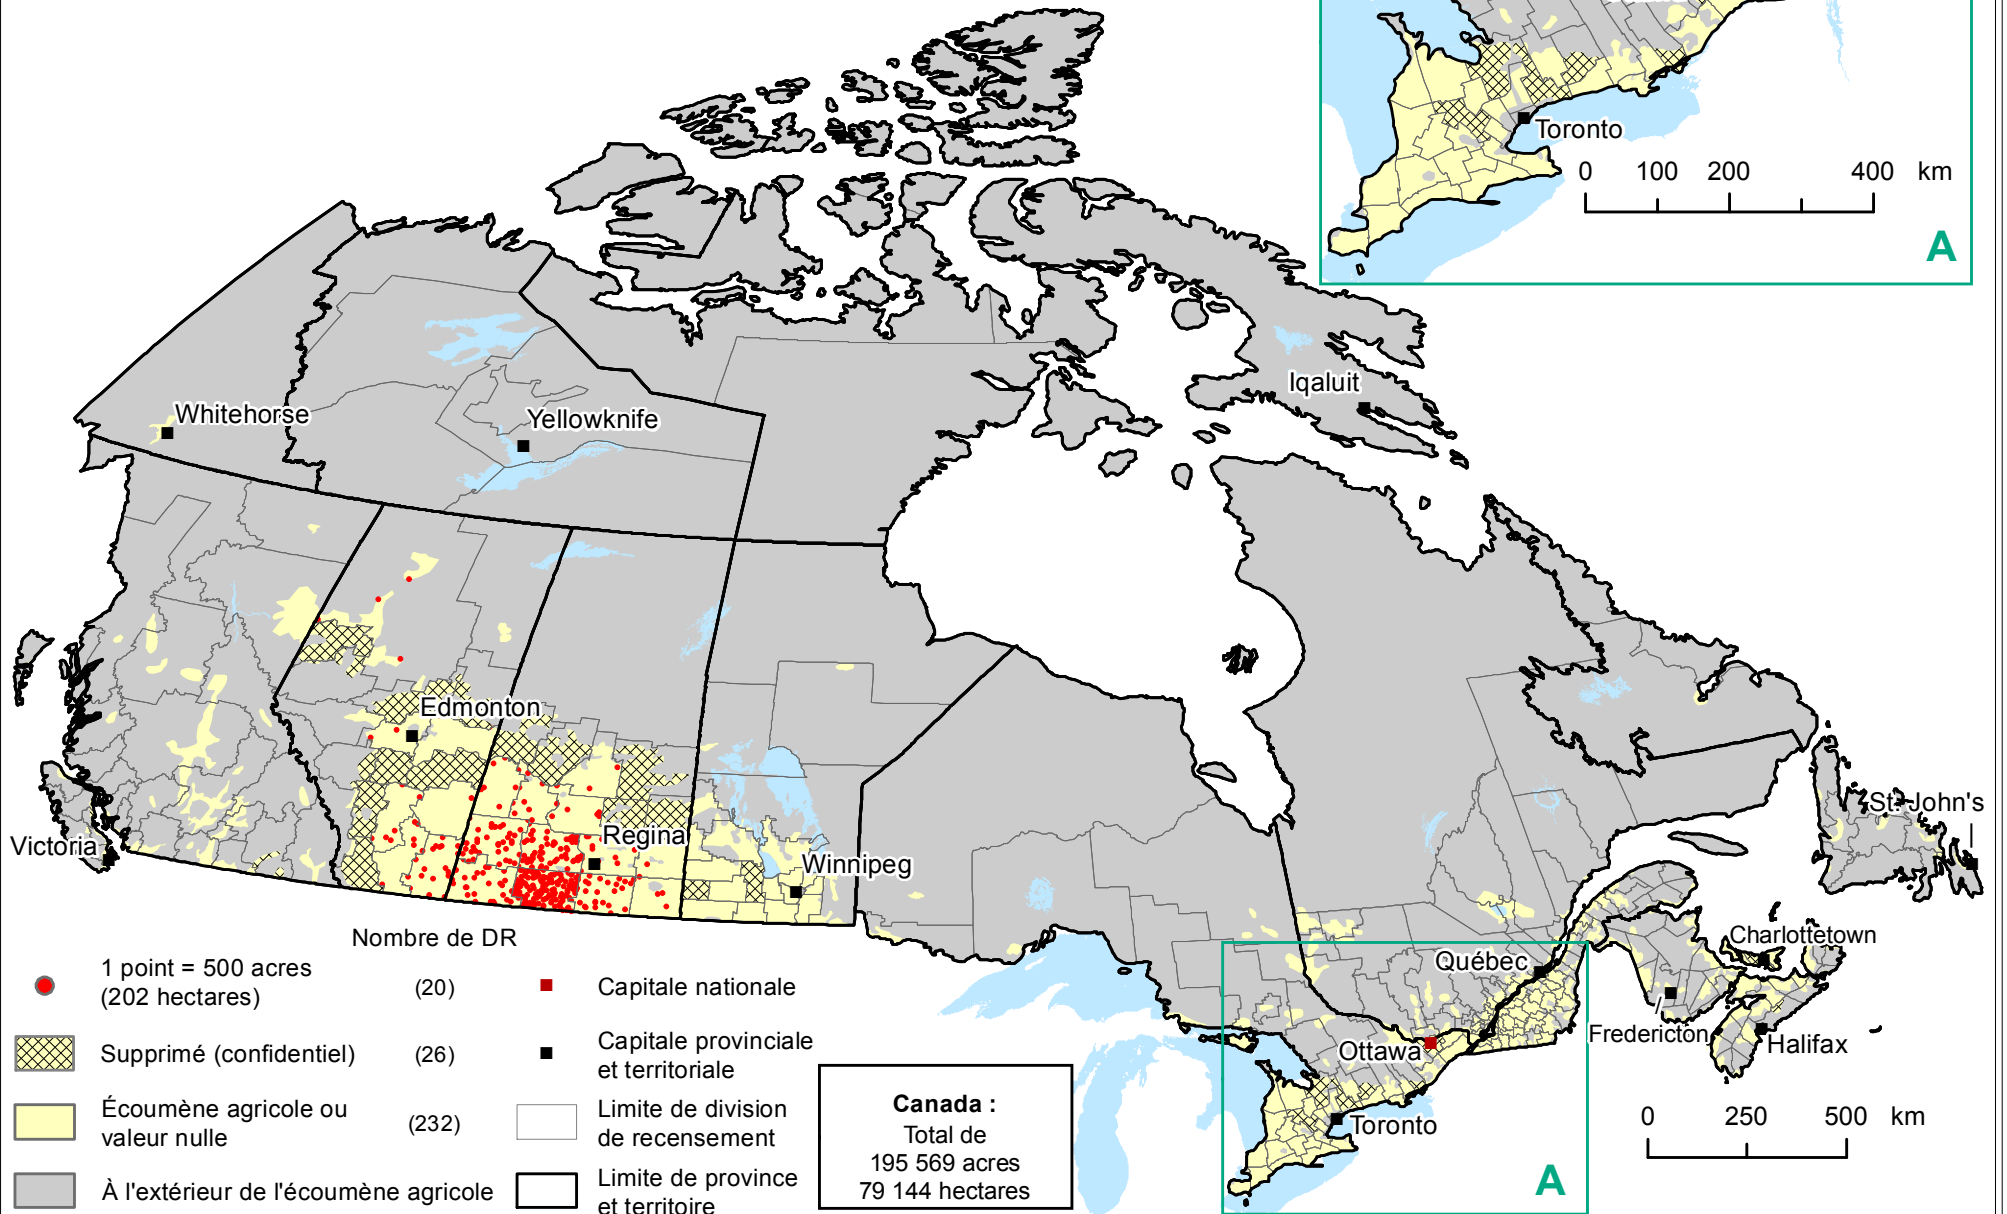 Toronto
0 100 200 400 km
A
Iqaluit
Whitehorse
Yellowknife
Edmonton
Regina
Winnipeg
Victoria
St. John's
Charlottetown
Québec
Fredericton
Halifax
Ottawa
Toronto
A
0 250 500 km
Nombre de DR
1 point = 500 acres
(202 hectares) (20)
Supprimé (confidentiel) (26)
Écoumène agricole ou
valeur nulle (232)
À l'extérieur de l'écoumène agricole
Capitale nationale
Capitale provinciale
et territoriale
Limite de division
de recensement
Limite de province
et territoire
Canada :
Total de
195 569 acres
79 144 hectares